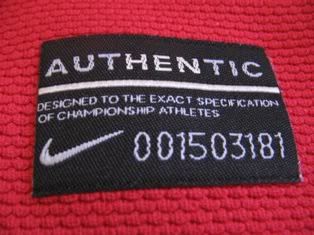 AUTHENTIC
DESIGNED TO THE EXACT SPECIFICATION
OF CHAMPIONSHIP ATHLETES
001503181